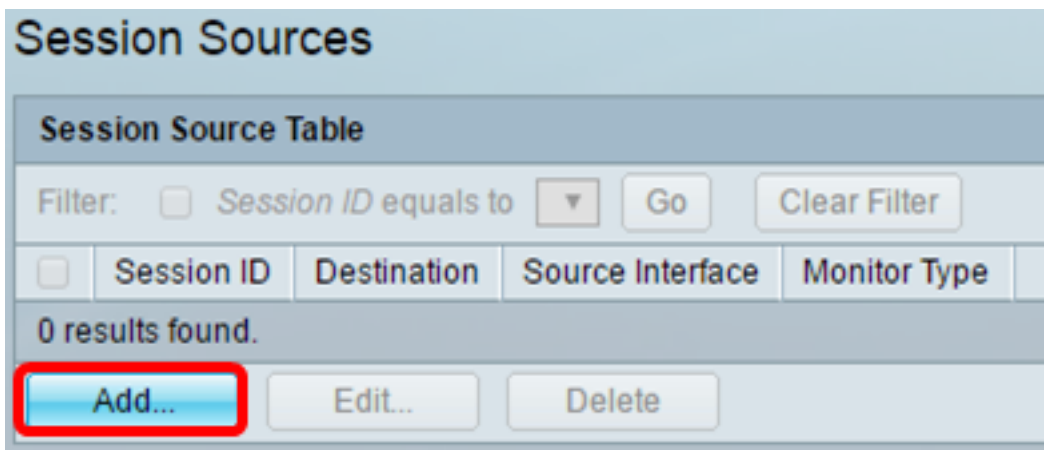 Session Sources
Session Source Table
Filter: Session ID equals to Go Clear Filter
Session ID Destination Source Interface Monitor Type
0 results found.
Add... Edit... Delete